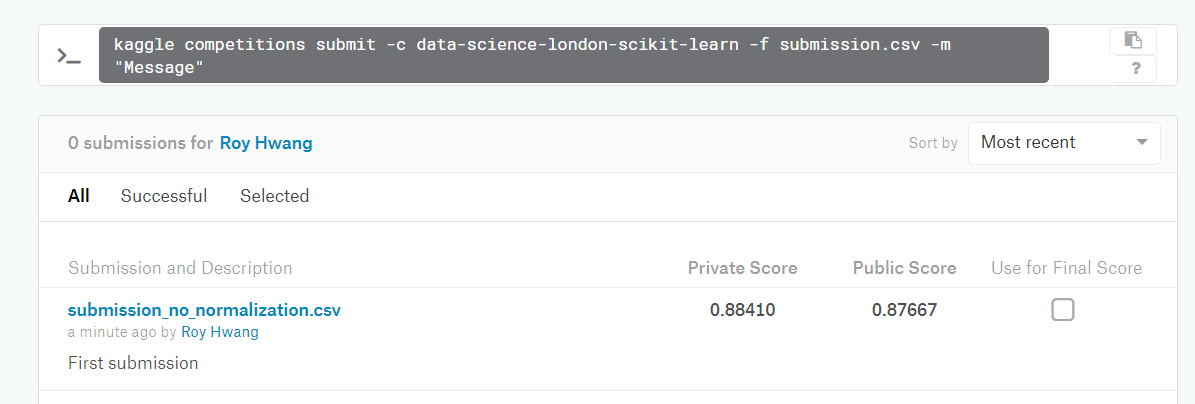 >_
kaggle competitions submit -c data-science-london-scikit-learn -f submission.csv -m
"Message"
?
0 submissions for Roy Hwang
Sort by Most recent
All Successful Selected
Submission and Description Private Score Public Score Use for Final Score
submission_no_normalization.csv 0.88410 0.87667
a minute ago by Roy Hwang
First submission